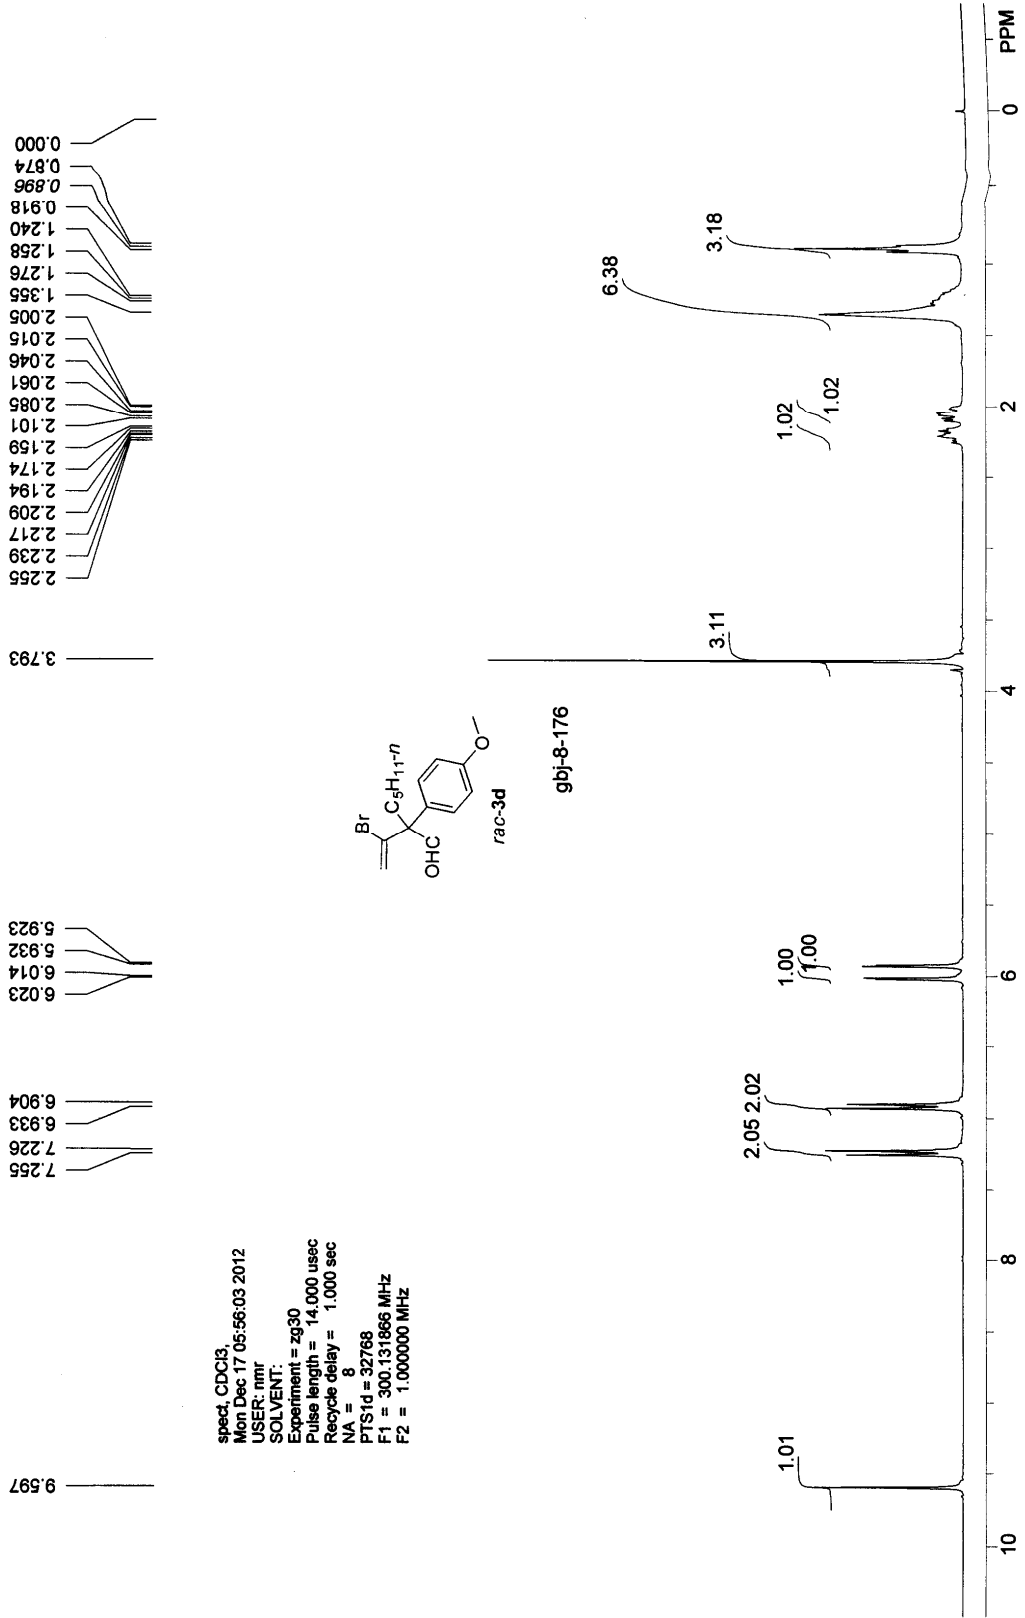 9.597
7.255
7.226
6.933
6.904
6.023
6.014
5.932
5.923
3.793
2.255
2.239
2.217
2.209
2.194
2.174
2.159
2.101
2.085
2.061
2.046
2.015
2.005
1.355
1.276
1.258
1.240
0.918
0.896
0.874
0.000
spect, CDCl3,
Mon Dec 17 05:56:03 2012
USER: nmr
SOLVENT:
Experiment = zg30
Pulse length = 14.000 usec
Recycle delay = 1.000 sec
NA = 8
PTS1d = 32768
F1 = 300.131866 MHz
F2 = 1.000000 MHz
Br
C5H11-n
OHC
O
rac-3d
gbj-8-176
1.01
2.05
2.02
1.00
1.00
3.11
1.02
1.02
6.38
3.18
10
8
6
4
2
0
PPM